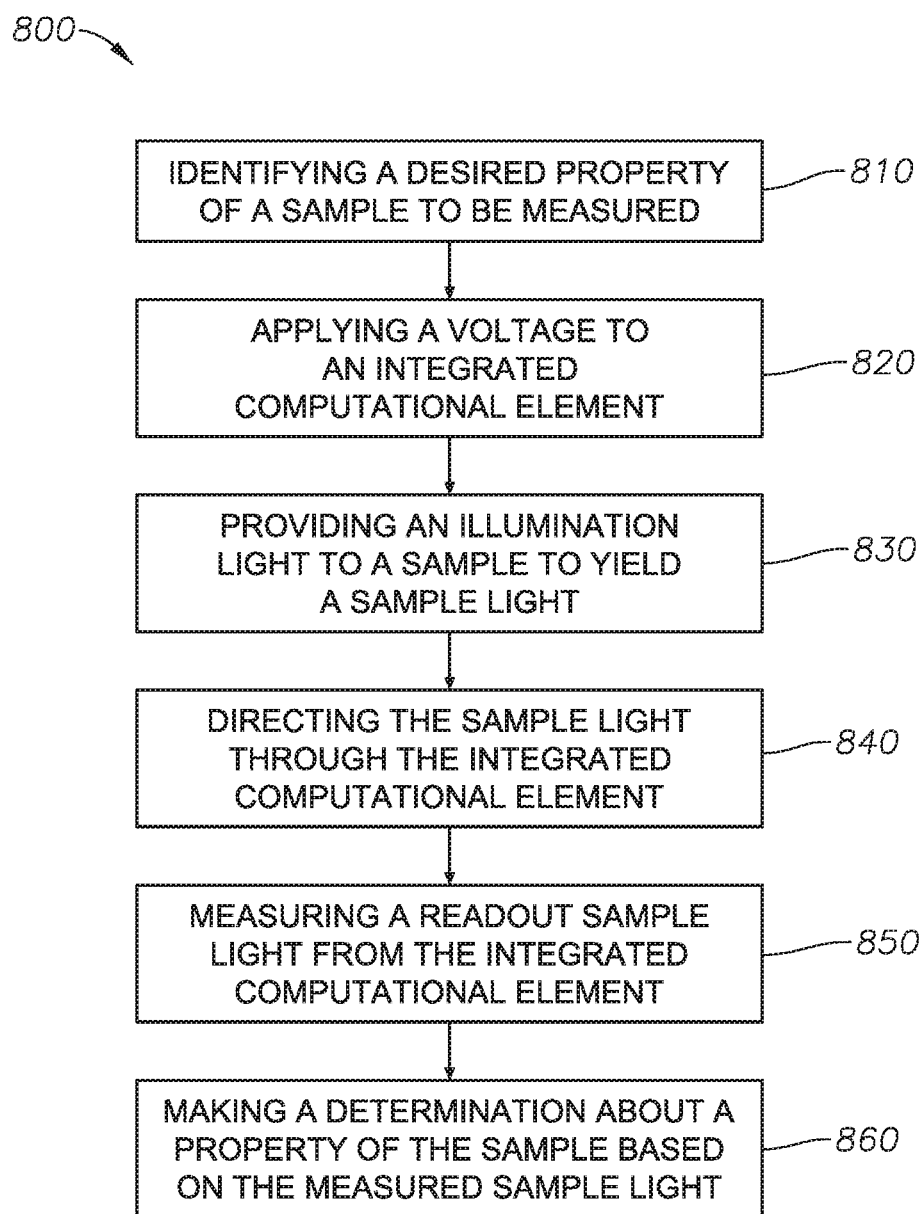 800
IDENTIFYING A DESIRED PROPERTY
OF A SAMPLE TO BE MEASURED
810
APPLYING A VOLTAGE TO
AN INTEGRATED
COMPUTATIONAL ELEMENT
820
PROVIDING AN ILLUMINATION
LIGHT TO A SAMPLE TO YIELD
A SAMPLE LIGHT
830
DIRECTING THE SAMPLE LIGHT
THROUGH THE INTEGRATED
COMPUTATIONAL ELEMENT
840
MEASURING A READOUT SAMPLE
LIGHT FROM THE INTEGRATED
COMPUTATIONAL ELEMENT
850
MAKING A DETERMINATION ABOUT A
PROPERTY OF THE SAMPLE BASED
ON THE MEASURED SAMPLE LIGHT
860